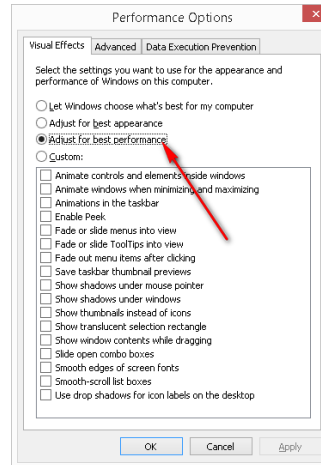 Performance Options
Visual Effects Advanced Data Execution Prevention
Select the settings you want to use for the appearance and
performance of Windows on this computer.
Let Windows choose what's best for my computer
Adjust for best appearance
Adjust for best performance
Custom:
Animate controls and elements inside windows
Animate windows when minimizing and maximizing
Animations in the taskbar
Enable Peek
Fade or slide menus into view
Fade or slide ToolTips into view
Fade out menu items after clicking
Save taskbar thumbnail previews
Show shadows under mouse pointer
Show shadows under windows
Show thumbnails instead of icons
Show translucent selection rectangle
Show window contents while dragging
Slide open combo boxes
Smooth edges of screen fonts
Smooth-scroll list boxes
Use drop shadows for icon labels on the desktop
OK Cancel Apply